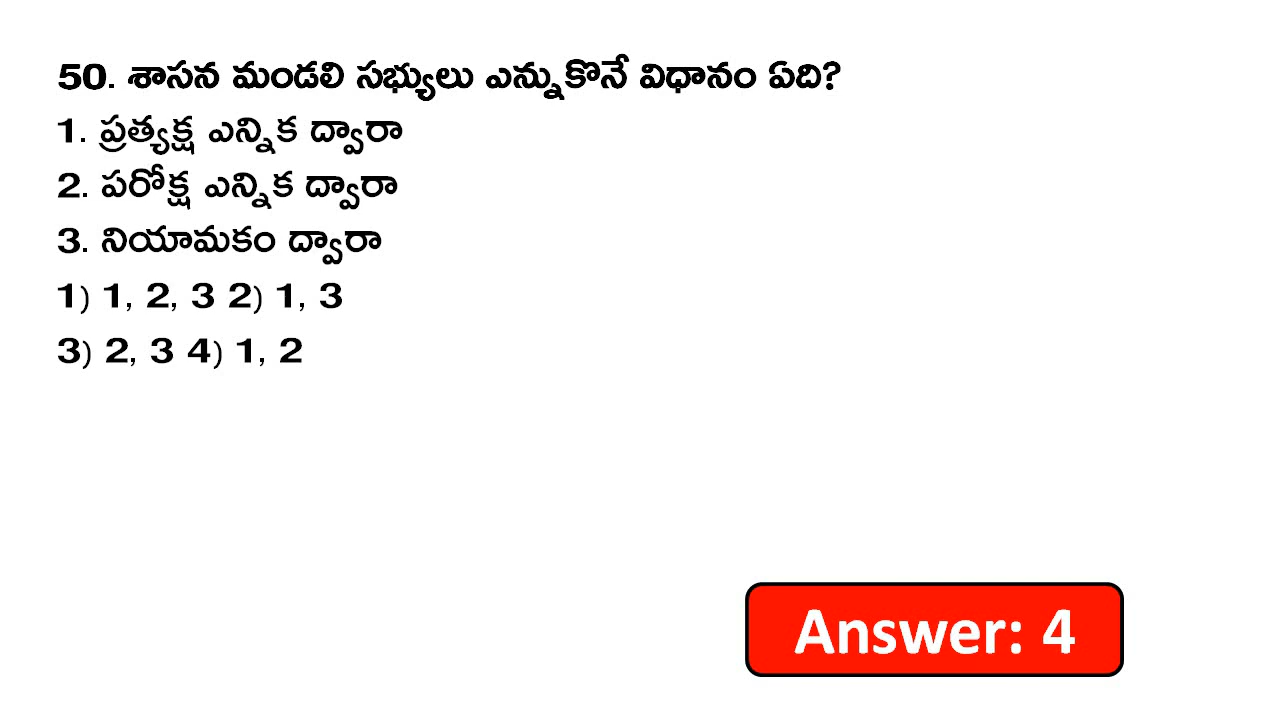 50. శాసన మండలి సభ్యులు ఎన్నుకొనే విధానం ఏది?
1. ప్రత్యక్ష ఎన్నిక ద్వారా
2. పరోక్ష ఎన్నిక ద్వారా
3. నియామకం ద్వారా
1) 1, 2, 3 2) 1, 3
3) 2, 3 4) 1, 2
Answer: 4